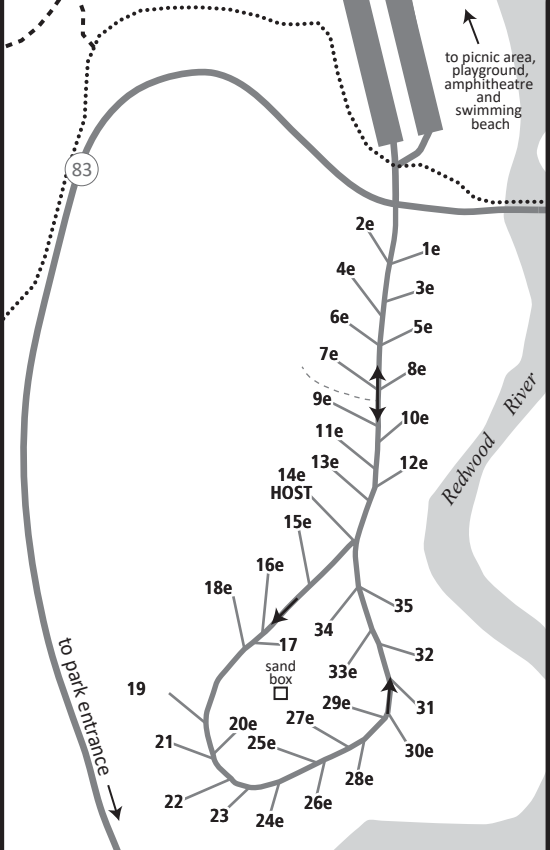 to picnic area,
playground,
amphitheatre
and
swimming
beach
83
2e
1e
4e
3e
6e
5e
7e
8e
9e
10e
11e
12e
13e
14e
HOST
15e
16e
18e
17
34
35
33e
32
sand
box
19
29e
31
27e
20e
21
25e
30e
28e
22
23
24e
26e
Redwood River
to park entrance